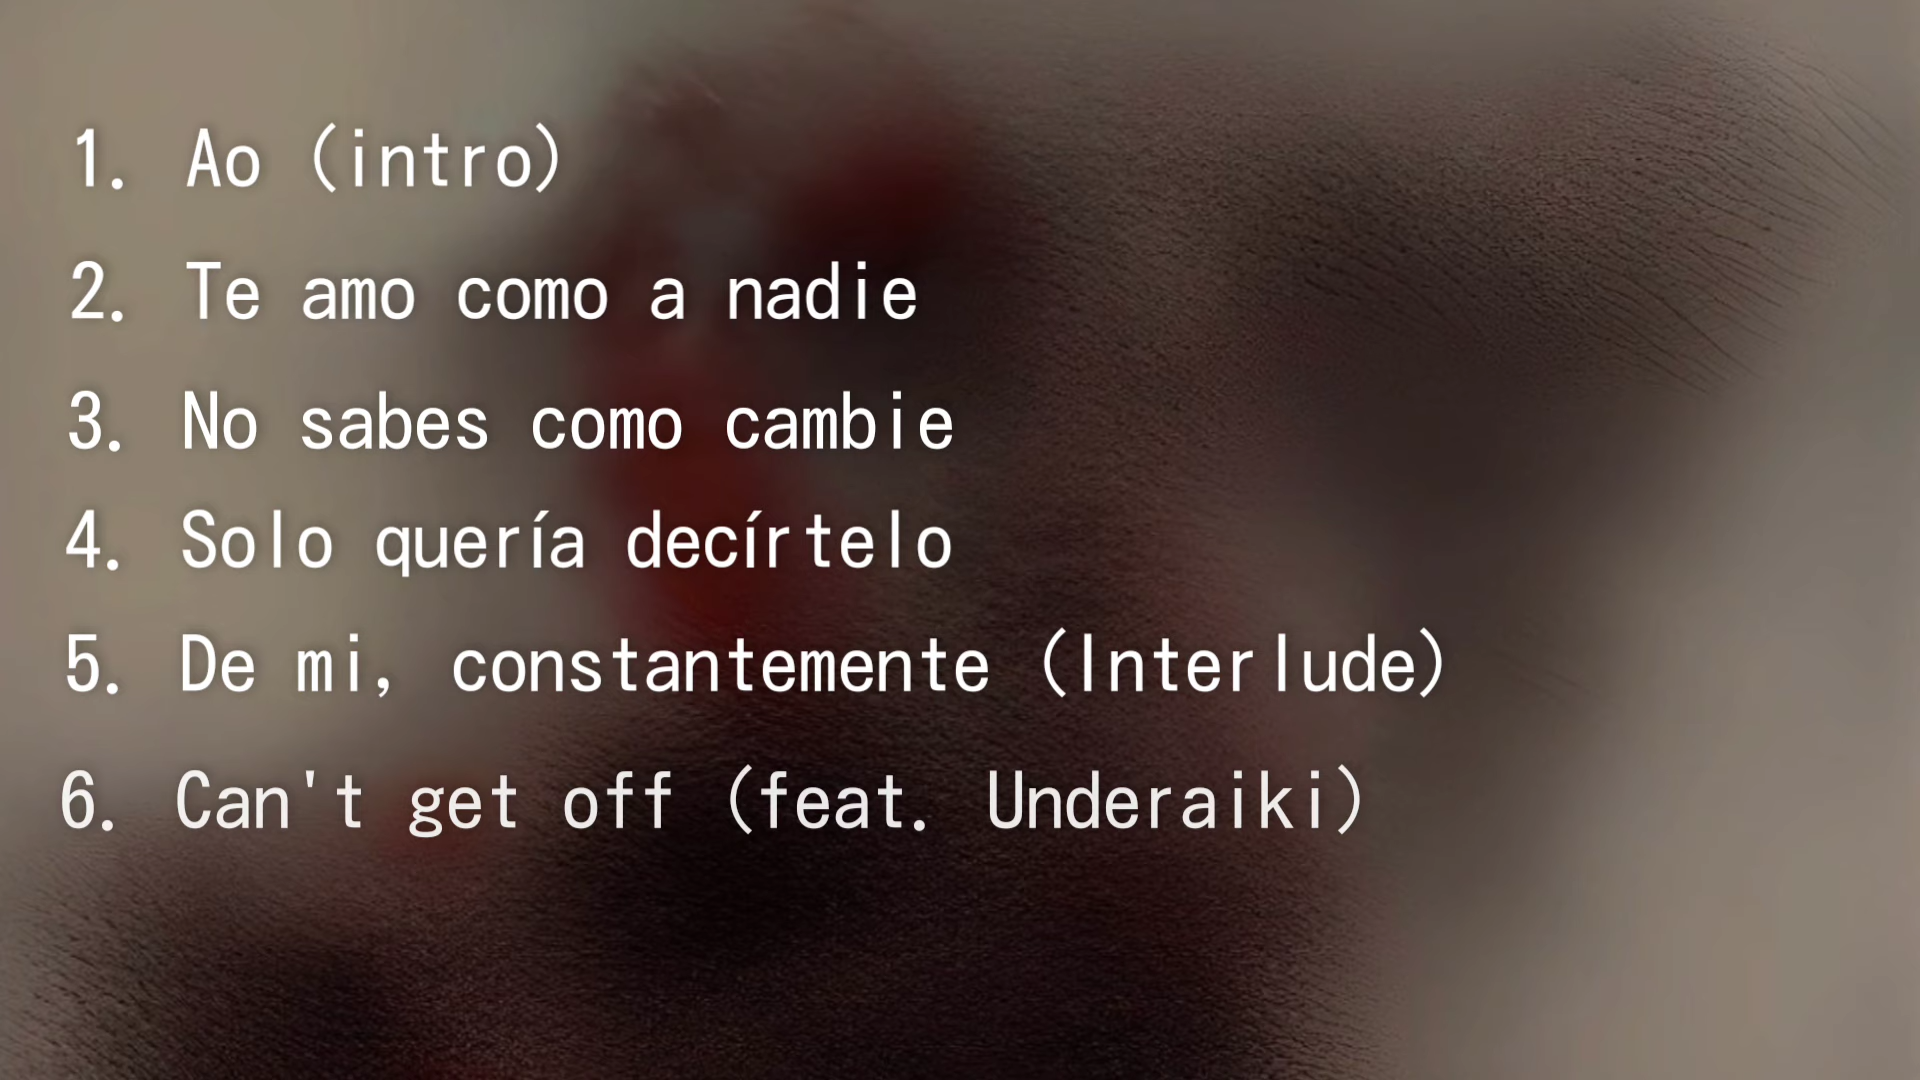 1. Ao (intro)
2. Te amo como a nadie
3. No sabes como cambie
4. Solo quería decírtelo
5. De mi, constantemente (Interlude)
6. Can't get off (feat. Underaiki)